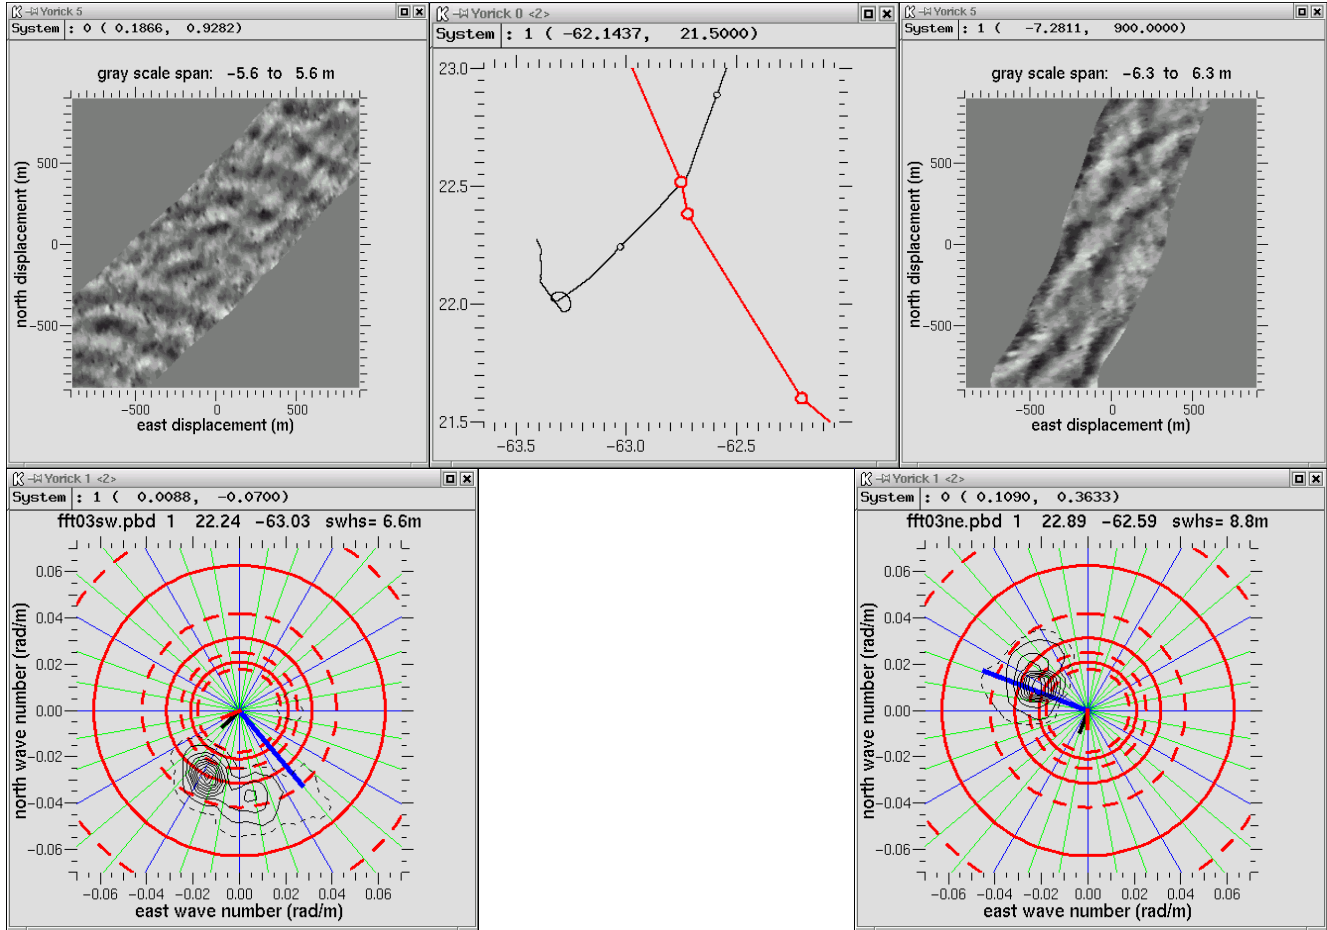 Yorick 5
System : 0 ( 0.1866, 0.9282)
gray scale span: -5.6 to 5.6 m
500
0
-500
north displacement (m)
-500 0 500
east displacement (m)
Yorick 0 <2>
System : 1 ( -62.1437, 21.5000)
23.0
22.5
22.0
21.5
-63.5 -63.0 -62.5
Yorick 5
System : 1 ( -7.2811, 900.0000)
gray scale span: -6.3 to 6.3 m
500
0
-500
north displacement (m)
-500 0 500
east displacement (m)
Yorick 1 <2>
System : 1 ( 0.0088, -0.0700)
fft03sw.pbd 1 22.24 -63.03 swhs= 6.6m
0.06
0.04
0.02
0.00
-0.02
-0.04
-0.06
north wave number (rad/m)
-0.06 -0.04 -0.02 0.00 0.02 0.04 0.06
east wave number (rad/m)
Yorick 1 <2>
System : 0 ( 0.1090, 0.3633)
fft03ne.pbd 1 22.89 -62.59 swhs= 8.8m
0.06
0.04
0.02
0.00
-0.02
-0.04
-0.06
north wave number (rad/m)
-0.06 -0.04 -0.02 0.00 0.02 0.04 0.06
east wave number (rad/m)